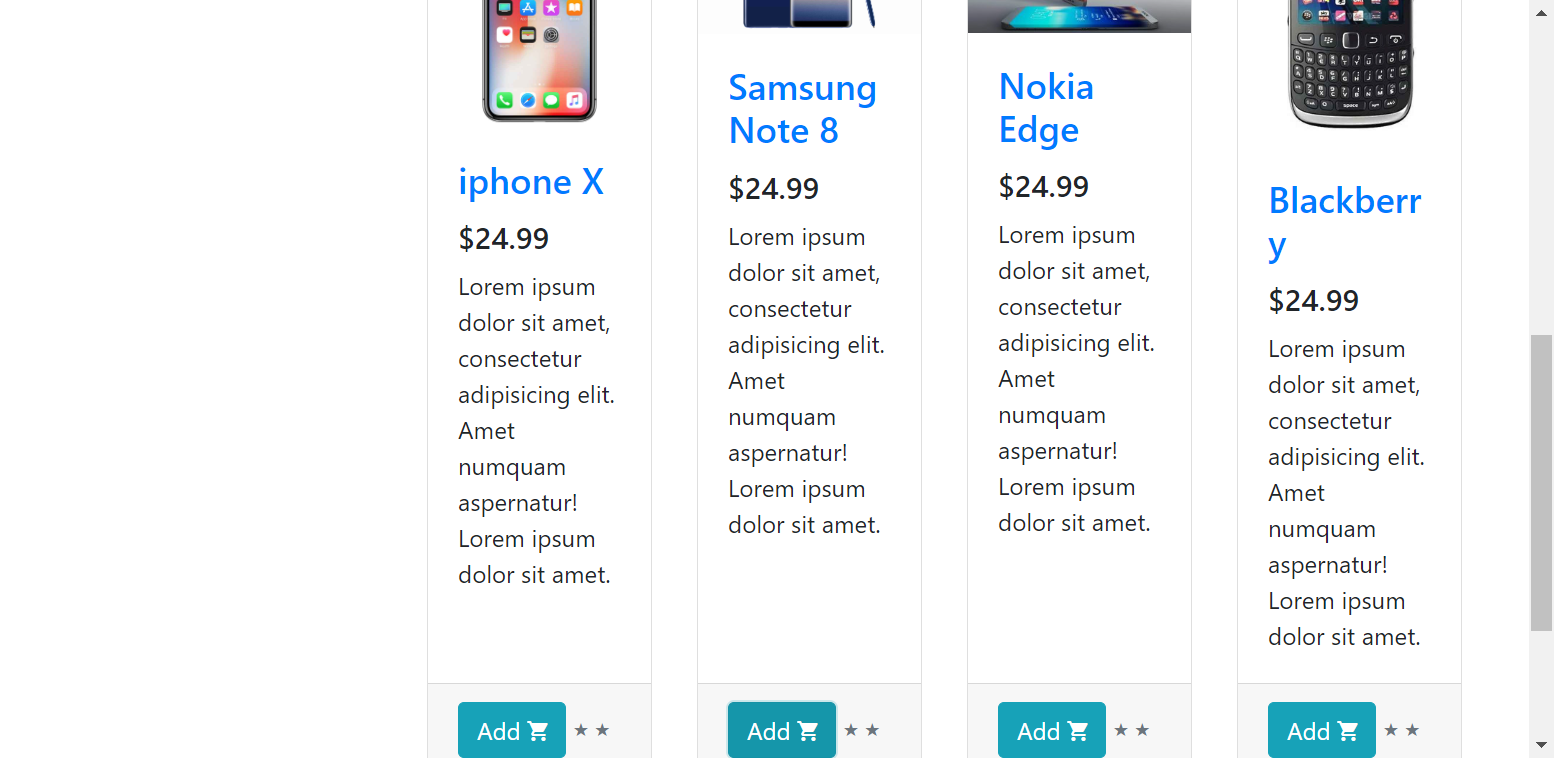 iphone X
$24.99
Lorem ipsum
dolor sit amet,
consectetur
adipisicing elit.
Amet
numquam
aspernatur!
Lorem ipsum
dolor sit amet.
Add
★ ★
Samsung
Note 8
$24.99
Lorem ipsum
dolor sit amet,
consectetur
adipisicing elit.
Amet
numquam
aspernatur!
Lorem ipsum
dolor sit amet.
Add
★ ★
Nokia
Edge
$24.99
Lorem ipsum
dolor sit amet,
consectetur
adipisicing elit.
Amet
numquam
aspernatur!
Lorem ipsum
dolor sit amet.
Add
★ ★
Blackberr
y
$24.99
Lorem ipsum
dolor sit amet,
consectetur
adipisicing elit.
Amet
numquam
aspernatur!
Lorem ipsum
dolor sit amet.
Add
★ ★